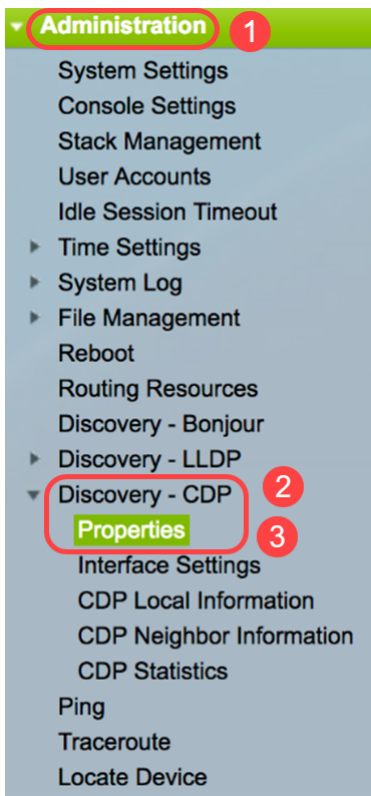 Administration 1
System Settings
Console Settings
Stack Management
User Accounts
Idle Session Timeout
Time Settings
System Log
File Management
Reboot
Routing Resources
Discovery - Bonjour
Discovery - LLDP
Discovery - CDP 2
Properties 3
Interface Settings
CDP Local Information
CDP Neighbor Information
CDP Statistics
Ping
Traceroute
Locate Device